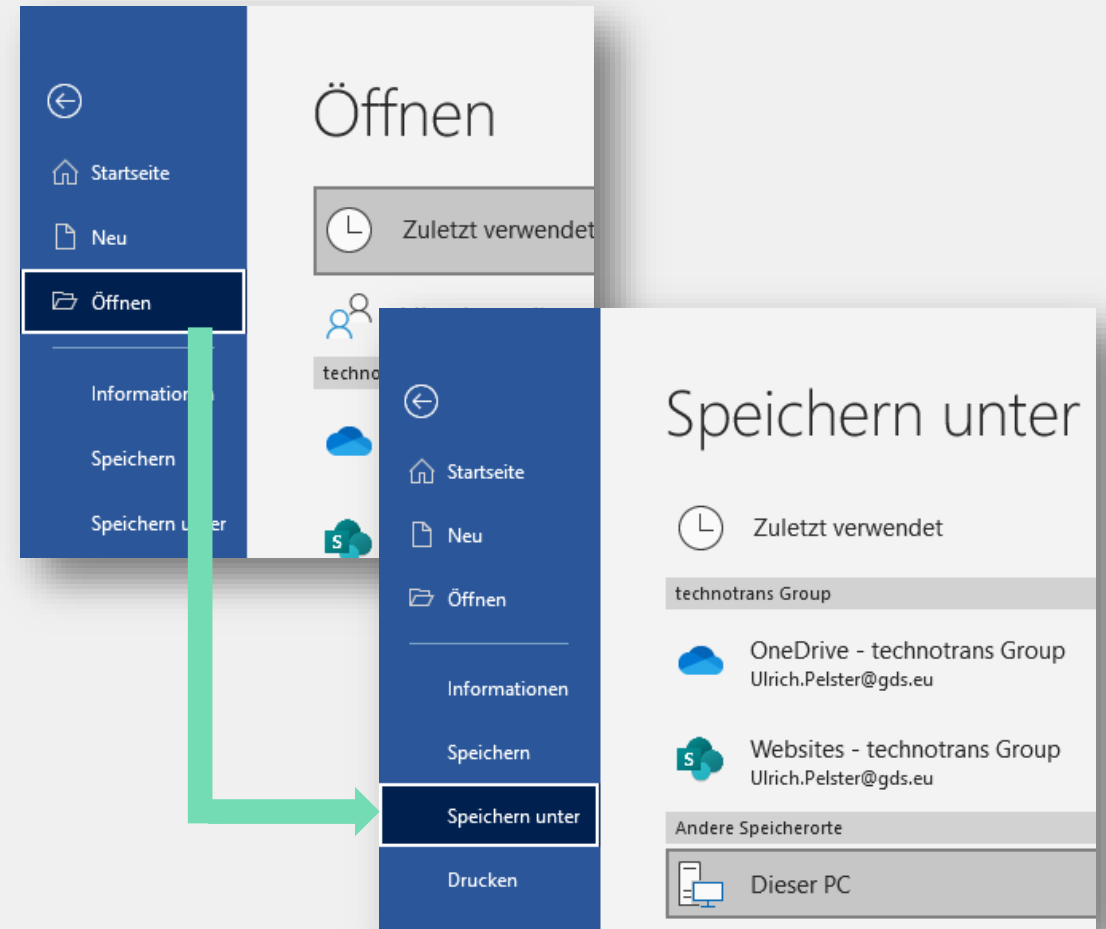 Öffnen
Startseite
Neu
Öffnen
Informationen
Speichern
Speichern unter
Zuletzt verwendet
techno
Speichern unter
Startseite
Neu
Öffnen
Informationen
Speichern
Speichern unter
Drucken
Zuletzt verwendet
technotrans Group
OneDrive - technotrans Group
Ulrich.Pelster@gds.eu
Websites - technotrans Group
Ulrich.Pelster@gds.eu
Andere Speicherorte
Dieser PC